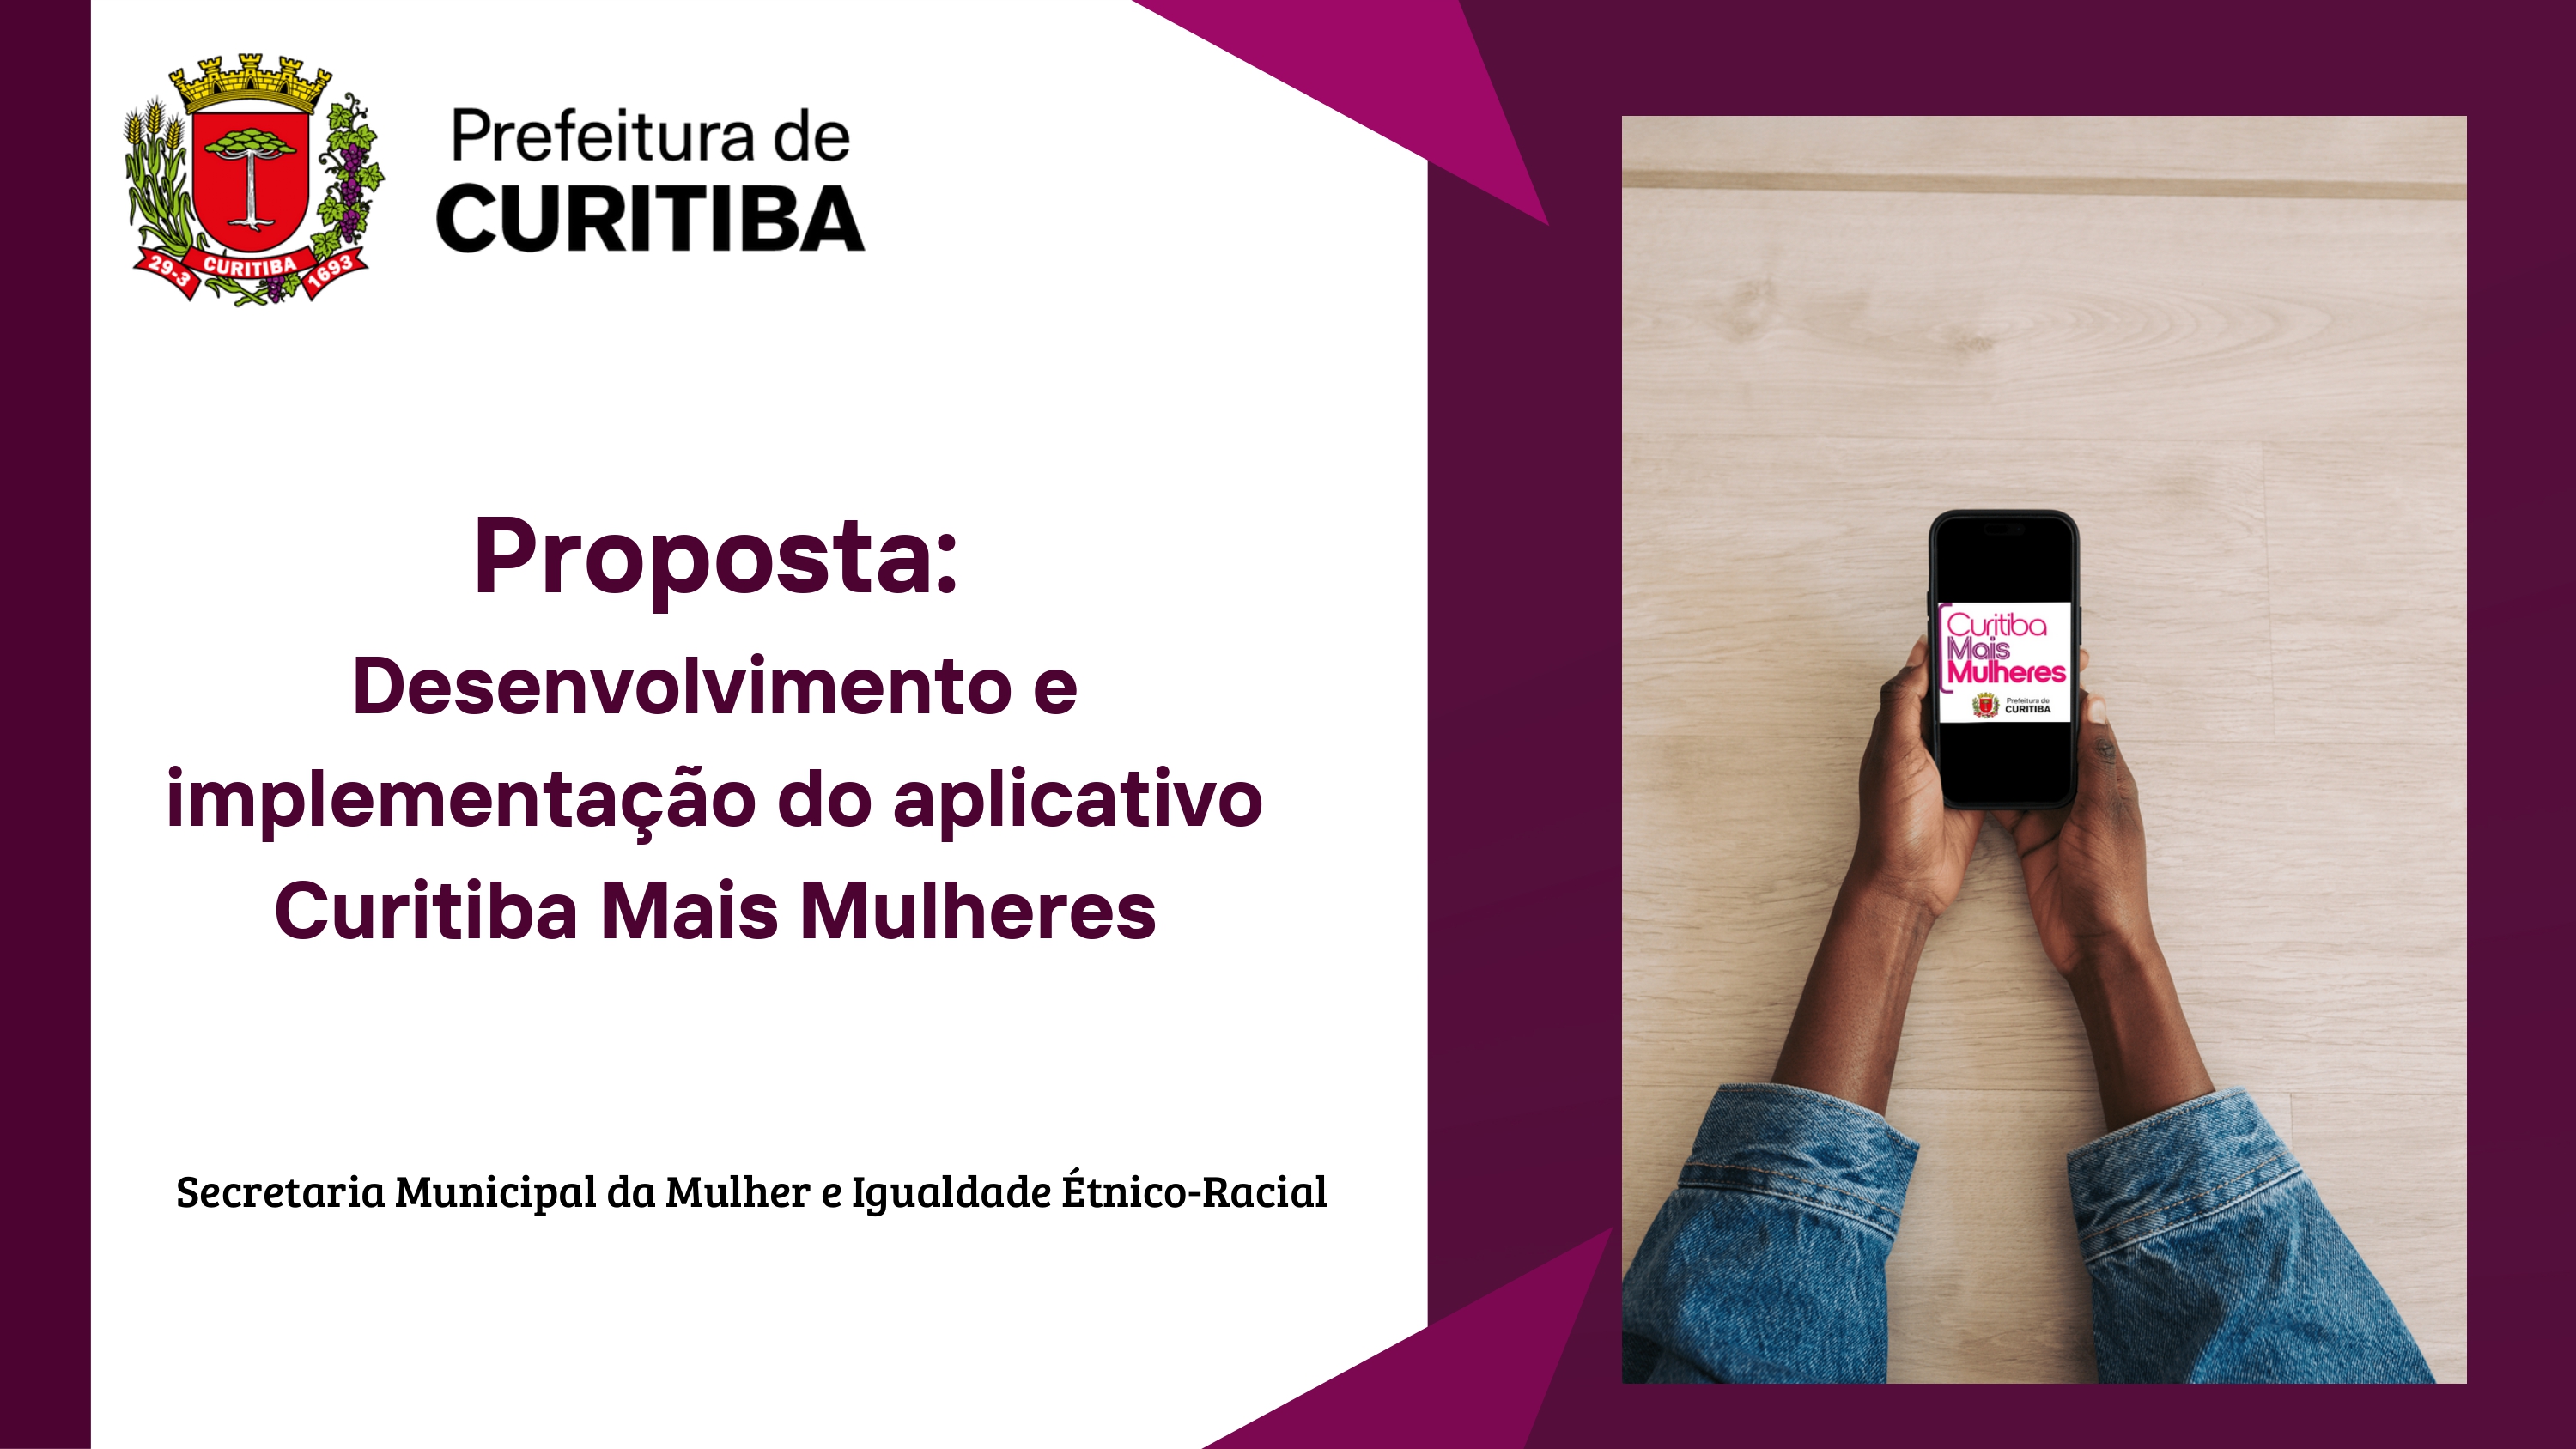 Prefeitura de
CURITIBA
29-3 CURITIBA 1693
Proposta:
Desenvolvimento e
implementação do aplicativo
Curitiba Mais Mulheres
Secretaria Municipal da Mulher e Igualdade Étnico-Racial
Curitiba
Mais
Mulheres
Prefeitura de
CURITIBA